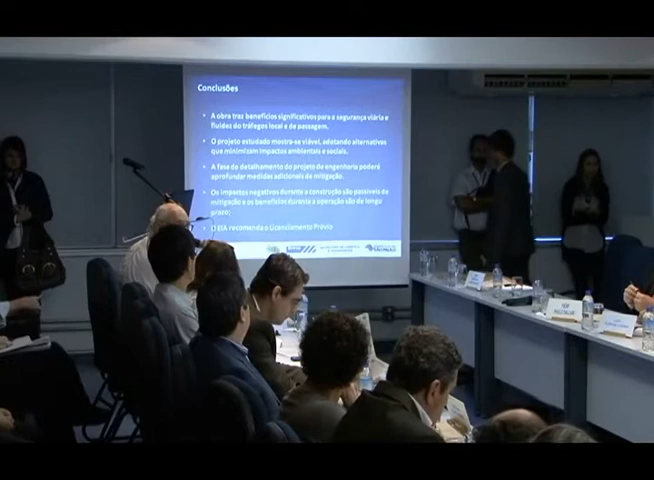 Conclusões
• A obra traz benefícios significativos para a segurança viária e
fluidez do tráfegos local e de passagem.
• O projeto estudado mostra-se viável, adotando alternativas
que minimizam impactos ambientais e sociais.
• A fase de detalhamento do projeto de engenharia poderá
aprofundar medidas adicionais de mitigação.
• Os impactos negativos durante a construção são passíveis de
mitigação e os benefícios durante a operação são de longo
prazo;
• O EIA recomenda o Licenciamento Prévio